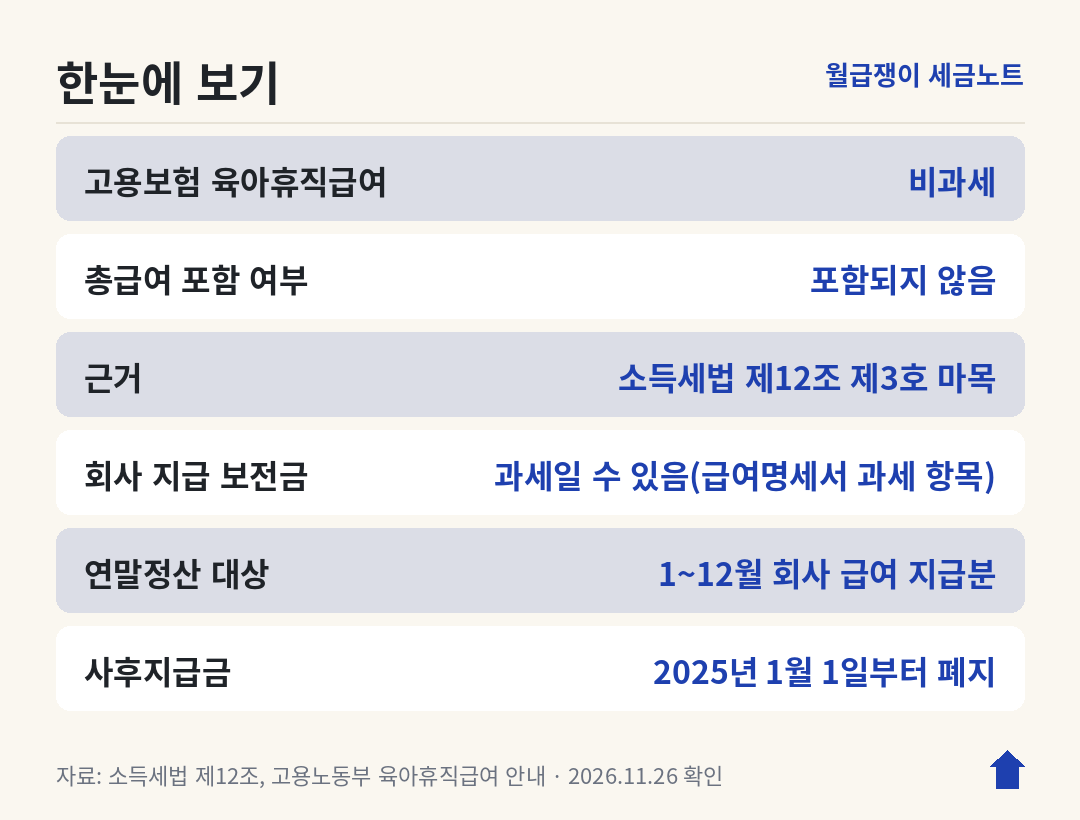 한눈에 보기
월급쟁이 세금노트
고용보험 육아휴직급여 비과세
총급여 포함 여부 포함되지 않음
근거 소득세법 제12조 제3호 마목
회사 지급 보전금 과세일 수 있음(급여명세서 과세 항목)
연말정산 대상 1~12월 회사 급여 지급분
사후지급금 2025년 1월 1일부터 폐지
자료: 소득세법 제12조, 고용노동부 육아휴직급여 안내 · 2026.11.26 확인